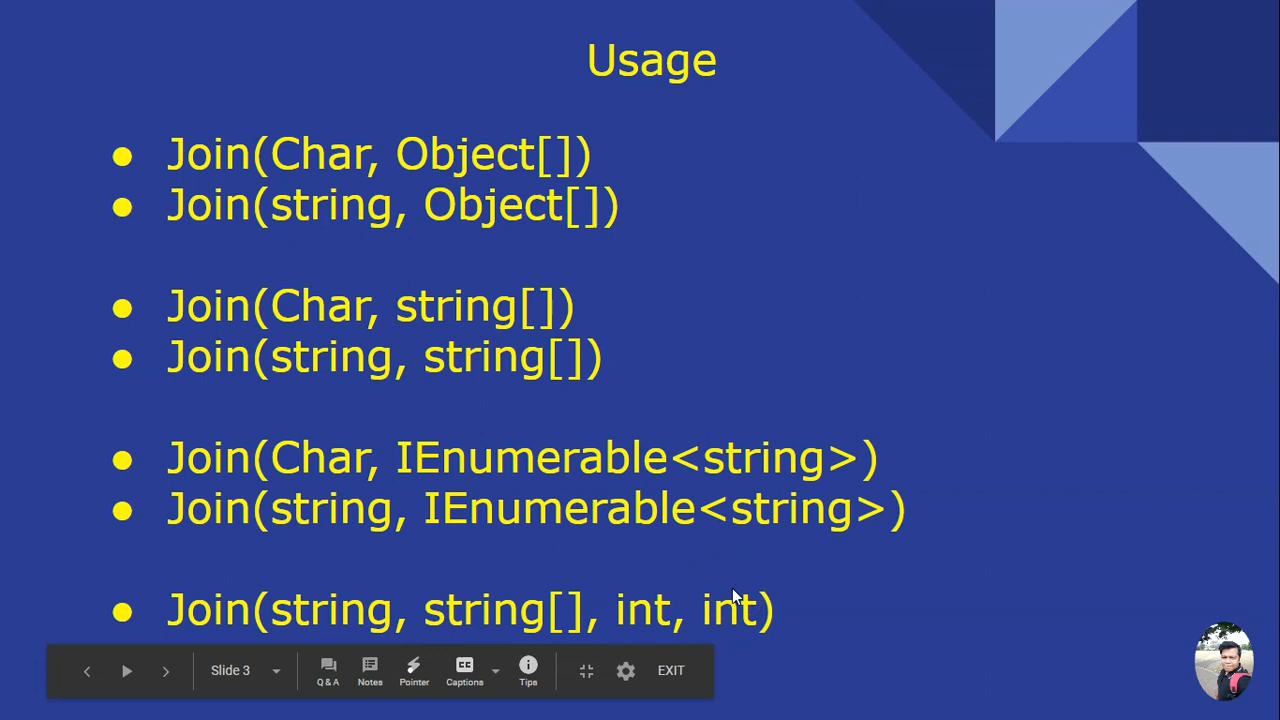 Usage
● Join(Char, Object[])
● Join(string, Object[])
● Join(Char, string[])
● Join(string, string[])
● Join(Char, IEnumerable<string>)
● Join(string, IEnumerable<string>)
● Join(string, string[], int, int)
Slide 3 Q & A Notes Pointer CC Captions Tips EXIT